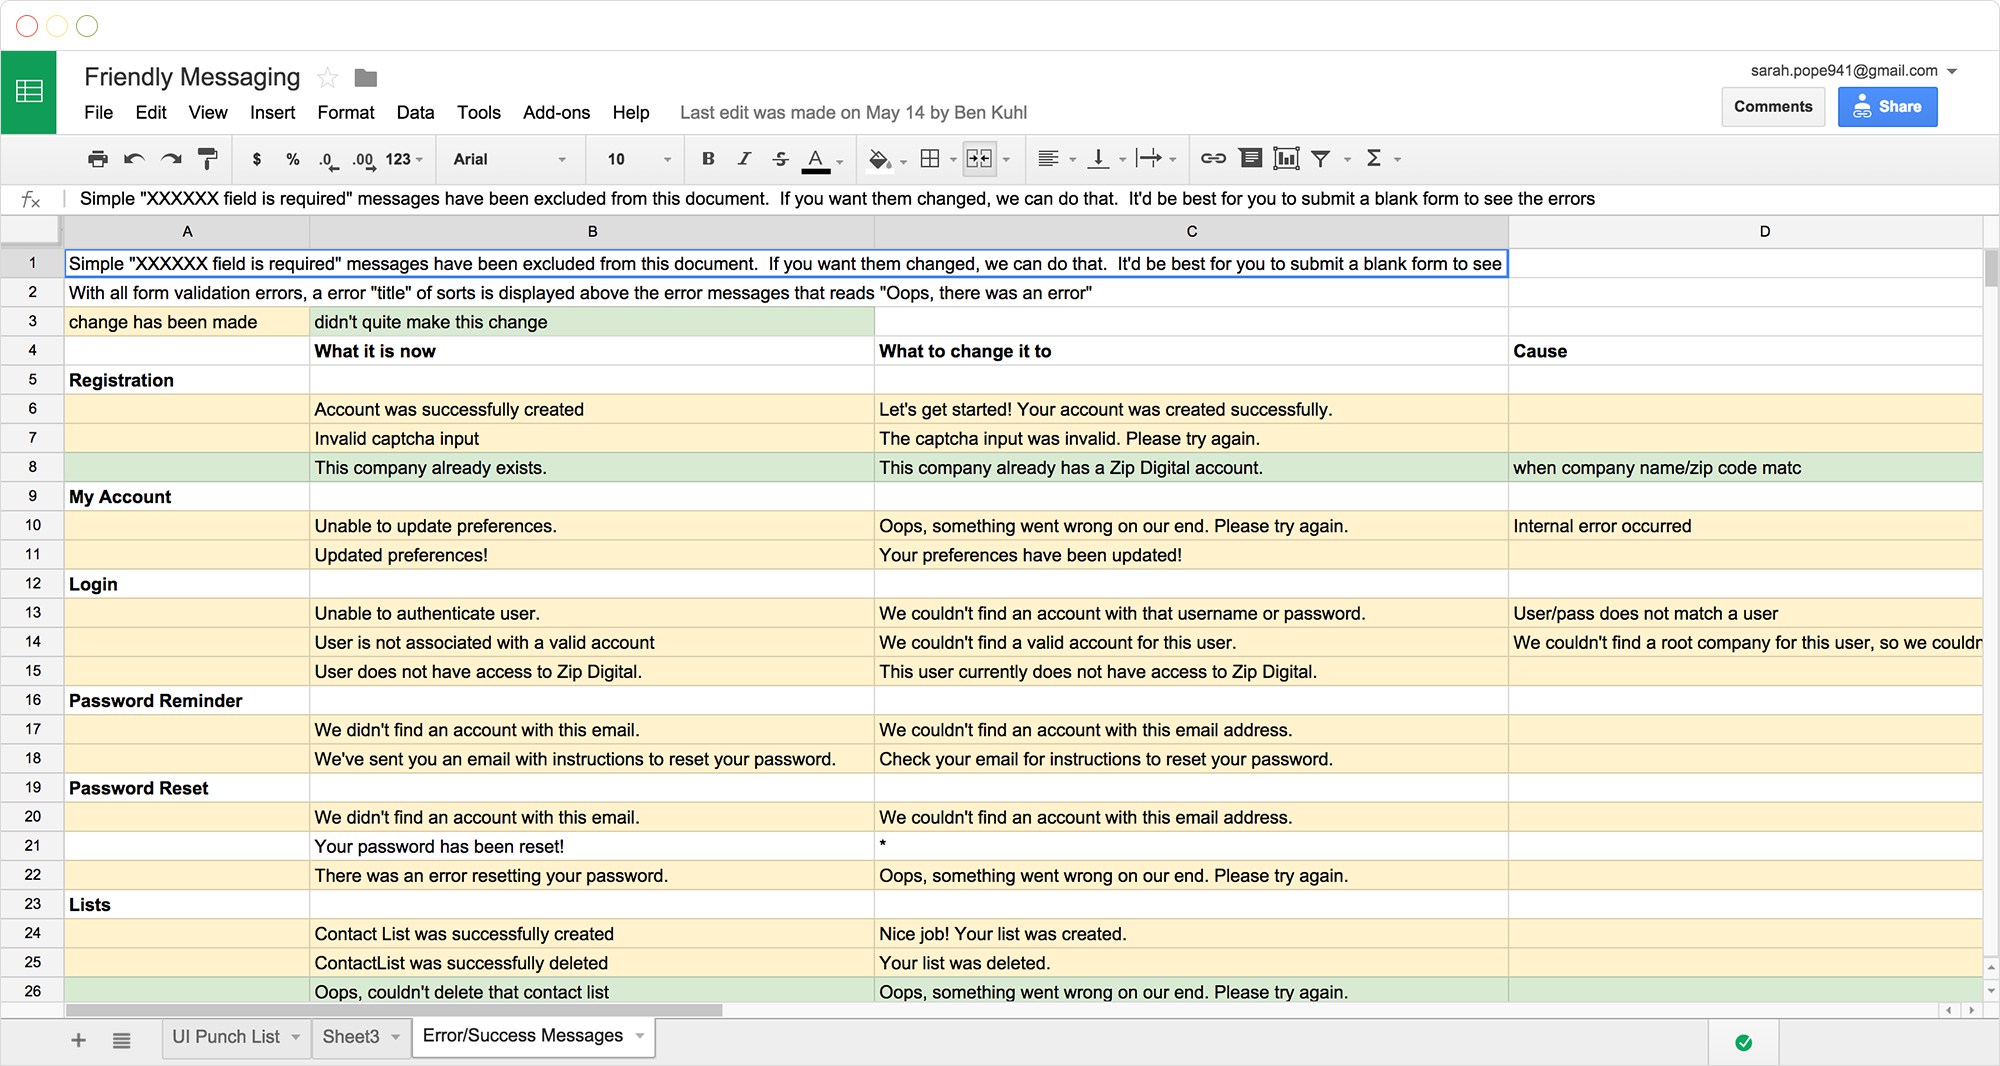 Friendly Messaging
sarah.pope941@gmail.com
File Edit View Insert Format Data Tools Add-ons Help Last edit was made on May 14 by Ben Kuhl
Comments Share
$ % .0 .00 123 Arial 10 B I S A Σ
fx Simple "XXXXXX field is required" messages have been excluded from this document. If you want them changed, we can do that. It'd be best for you to submit a blank form to see the errors
A B C D
1 Simple "XXXXXX field is required" messages have been excluded from this document. If you want them changed, we can do that. It'd be best for you to submit a blank form to see
2 With all form validation errors, a error "title" of sorts is displayed above the error messages that reads "Oops, there was an error"
3 change has been made didn't quite make this change
4 What it is now What to change it to Cause
5 Registration
6 Account was successfully created Let's get started! Your account was created successfully.
7 Invalid captcha input The captcha input was invalid. Please try again.
8 This company already exists. This company already has a Zip Digital account. when company name/zip code matc
9 My Account
10 Unable to update preferences. Oops, something went wrong on our end. Please try again. Internal error occurred
11 Updated preferences! Your preferences have been updated!
12 Login
13 Unable to authenticate user. We couldn't find an account with that username or password. User/pass does not match a user
14 User is not associated with a valid account We couldn't find a valid account for this user. We couldn't find a root company for this user, so we couldn
15 User does not have access to Zip Digital. This user currently does not have access to Zip Digital.
16 Password Reminder
17 We didn't find an account with this email. We couldn't find an account with this email address.
18 We've sent you an email with instructions to reset your password. Check your email for instructions to reset your password.
19 Password Reset
20 We didn't find an account with this email. We couldn't find an account with this email address.
21 Your password has been reset! *
22 There was an error resetting your password. Oops, something went wrong on our end. Please try again.
23 Lists
24 Contact List was successfully created Nice job! Your list was created.
25 ContactList was successfully deleted Your list was deleted.
26 Oops, couldn't delete that contact list Oops, something went wrong on our end. Please try again.
+ UI Punch List Sheet3 Error/Success Messages